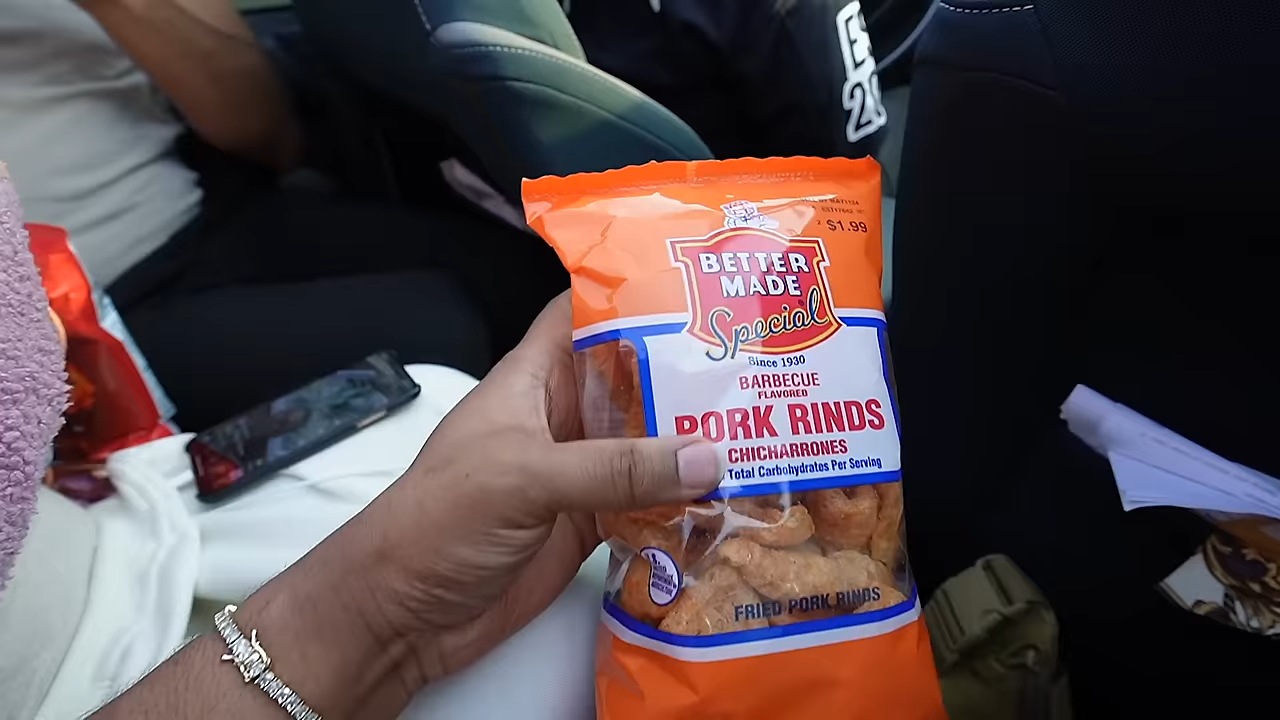 $1.99
BETTER
MADE
Special
Since 1930
BARBECUE
FLAVORED
PORK RINDS
CHICHARRONES
Total Carbohydrates Per Serving
FRIED PORK RINDS